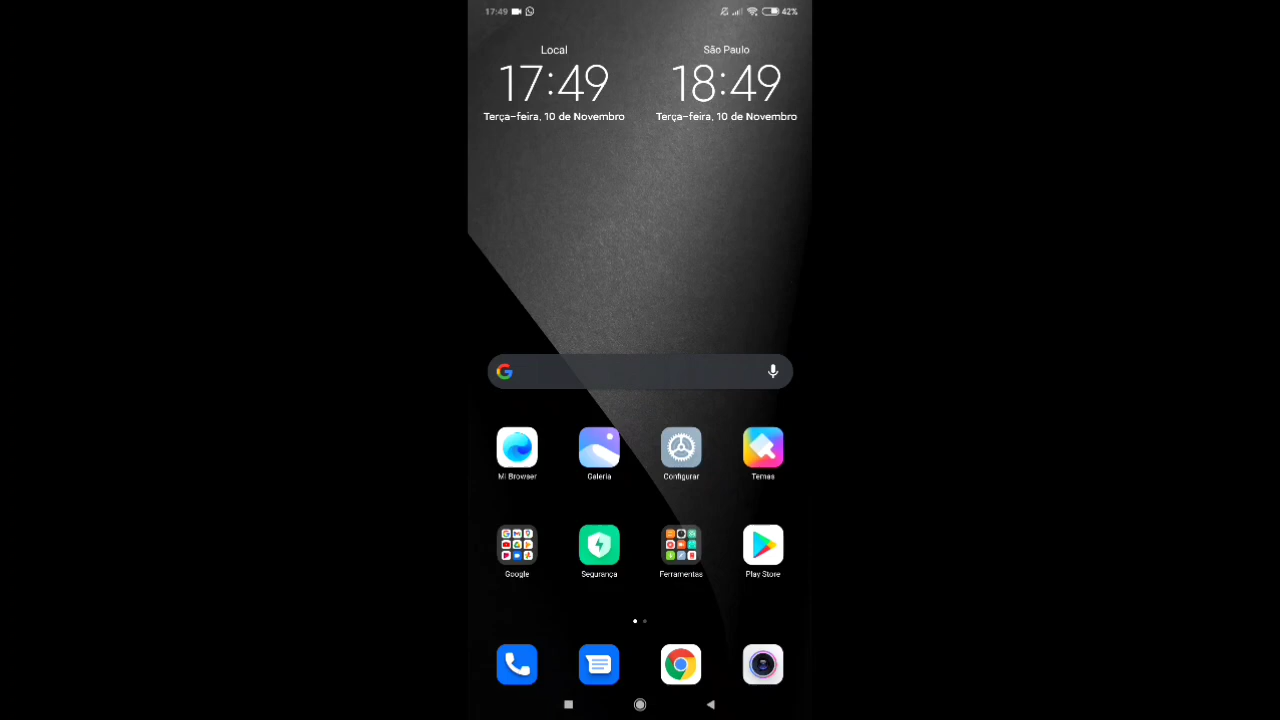 17:49
42%
Local
São Paulo
17:49
18:49
Terça-feira, 10 de Novembro
Terça-feira, 10 de Novembro
Mi Browser
Galeria
Configurar
Temas
Google
Segurança
Ferramentas
Play Store